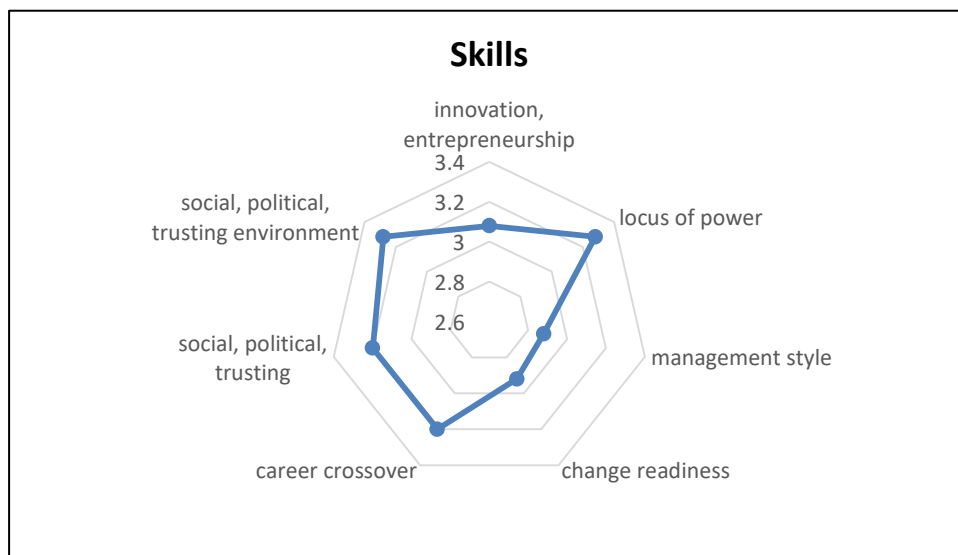 Skills
innovation,
entrepreneurship
3.4
3.2
3
2.8
2.6
locus of power
management style
change readiness
career crossover
social, political,
trusting
social, political,
trusting environment